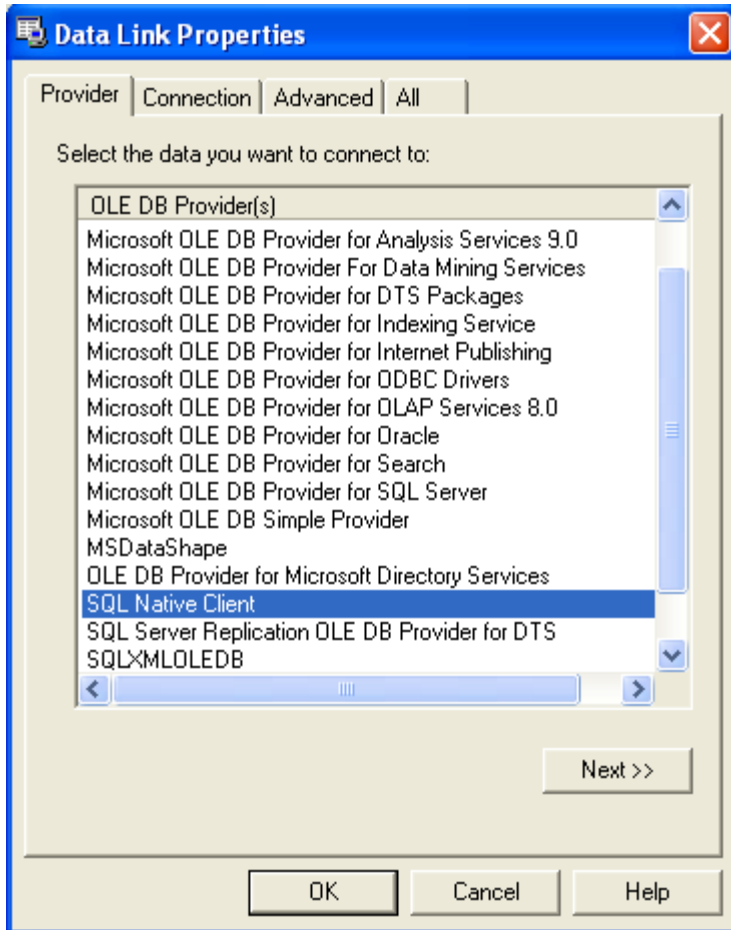 Data Link Properties
Provider Connection Advanced All
Select the data you want to connect to:
OLE DB Provider(s)
Microsoft OLE DB Provider for Analysis Services 9.0
Microsoft OLE DB Provider For Data Mining Services
Microsoft OLE DB Provider for DTS Packages
Microsoft OLE DB Provider for Indexing Service
Microsoft OLE DB Provider for Internet Publishing
Microsoft OLE DB Provider for ODBC Drivers
Microsoft OLE DB Provider for OLAP Services 8.0
Microsoft OLE DB Provider for Oracle
Microsoft OLE DB Provider for Search
Microsoft OLE DB Provider for SQL Server
Microsoft OLE DB Simple Provider
MSDataShape
OLE DB Provider for Microsoft Directory Services
SQL Native Client
SQL Server Replication OLE DB Provider for DTS
SQLXMLOLEDB
Next >>
OK Cancel Help